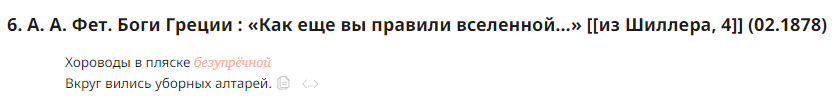 6. А. А. Фет. Боги Греции : «Как еще вы правили вселенной...» [[из Шиллера, 4]] (02.1878)
Хороводы в пляске безупрёчной
Вкруг вились уборных алтарей.